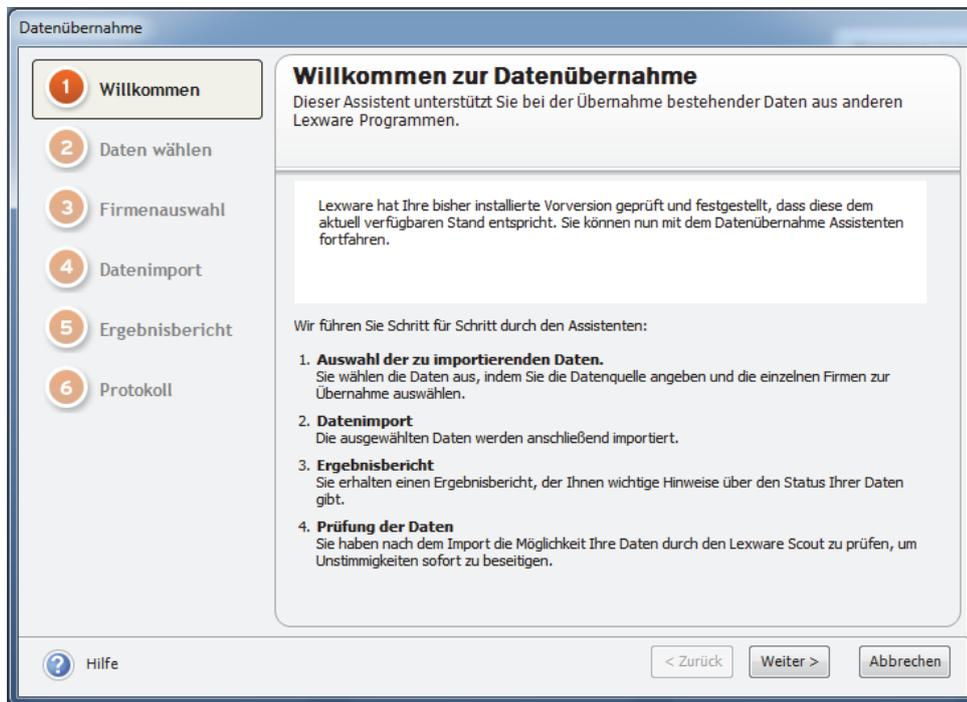 Datenübernahme
1 Willkommen
2 Daten wählen
3 Firmenauswahl
4 Datenimport
5 Ergebnisbericht
6 Protokoll
Willkommen zur Datenübernahme
Dieser Assistent unterstützt Sie bei der Übernahme bestehender Daten aus anderen
Lexware Programmen.
Lexware hat Ihre bisher installierte Vorversion geprüft und festgestellt, dass diese dem
aktuell verfügbaren Stand entspricht. Sie können nun mit dem Datenübernahme Assistenten
fortfahren.
Wir führen Sie Schritt für Schritt durch den Assistenten:
1. Auswahl der zu importierenden Daten.
Sie wählen die Daten aus, indem Sie die Datenquelle angeben und die einzelnen Firmen zur
Übernahme auswählen.
2. Datenimport
Die ausgewählten Daten werden anschließend importiert.
3. Ergebnisbericht
Sie erhalten einen Ergebnisbericht, der Ihnen wichtige Hinweise über den Status Ihrer Daten
gibt.
4. Prüfung der Daten
Sie haben nach dem Import die Möglichkeit Ihre Daten durch den Lexware Scout zu prüfen, um
Unstimmigkeiten sofort zu beseitigen.
? Hilfe
< Zurück
Weiter >
Abbrechen